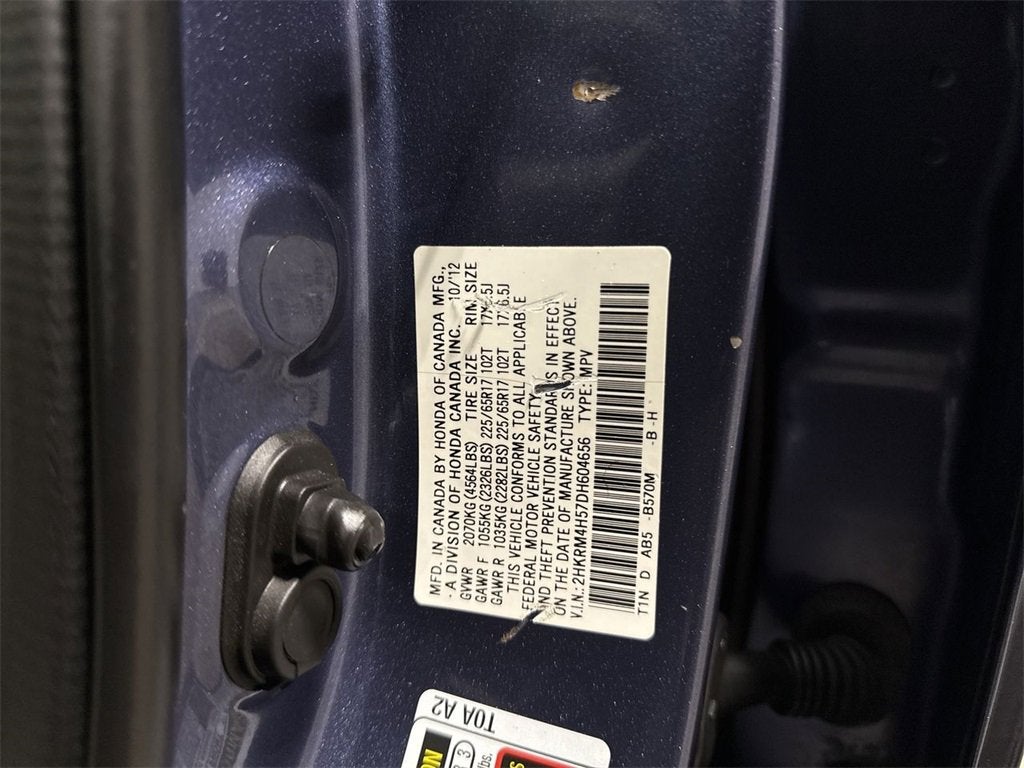 MFD. IN CANADA BY HONDA OF CANADA MFG.,
- A DIVISION OF HONDA CANADA INC. 10/12
GVWR 2070KG(4564LBS) TIRE SIZE RIM SIZE
GAWR F 1055KG(2326LBS) 225/65R17 102T 17X6.5J
GAWR R 1035KG(2282LBS) 225/65R17 102T 17X6.5J
THIS VEHICLE CONFORMS TO ALL APPLICABLE
FEDERAL MOTOR VEHICLE SAFETY
AND THEFT PREVENTION STANDARDS IN EFFECT
ON THE DATE OF MANUFACTURE SHOWN ABOVE.
V.I.N.: 2HKRM4H57DH604656 TYPE: MPV
T1N D AB5 -B570M -B -H
T0A A2
3
lbs.